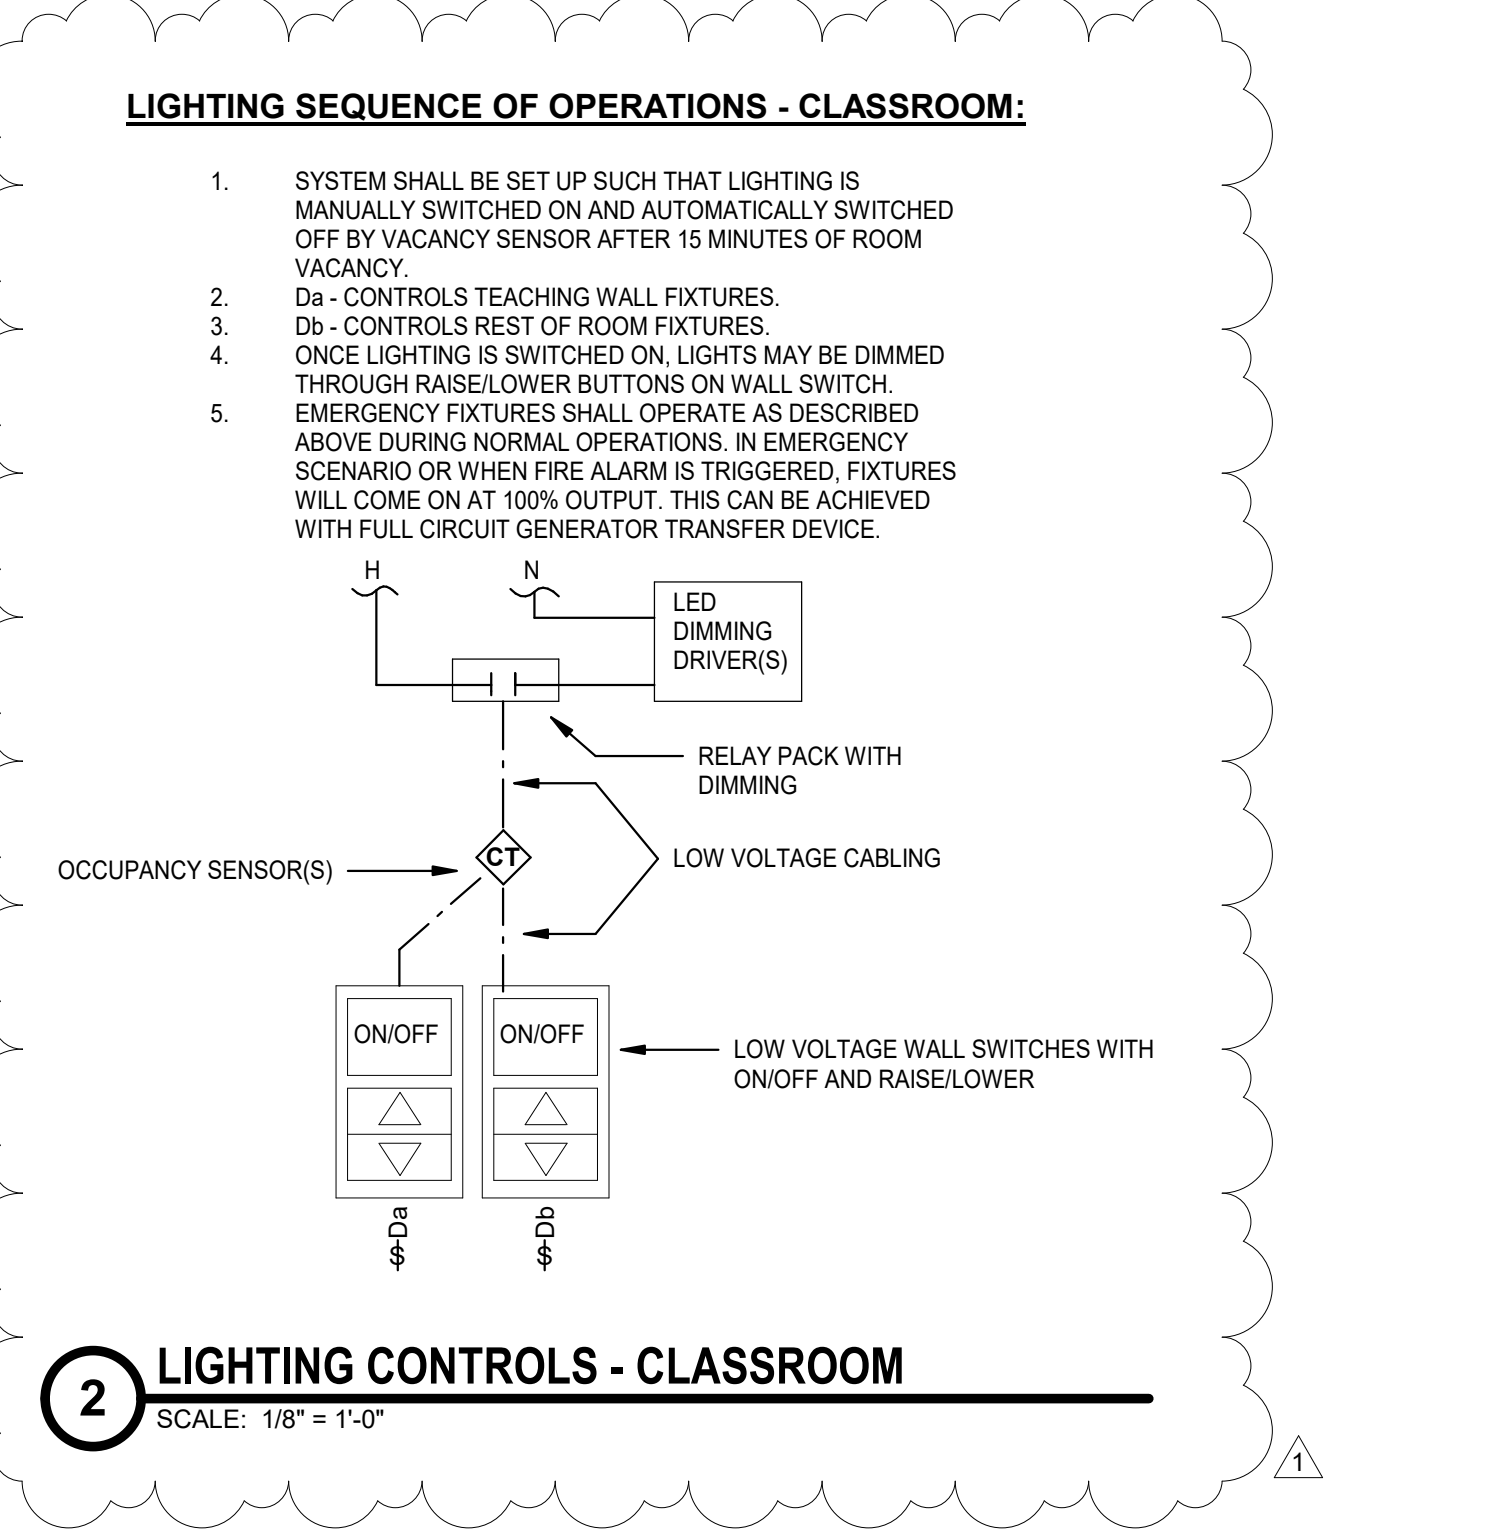 LIGHTING SEQUENCE OF OPERATIONS - CLASSROOM:
1. SYSTEM SHALL BE SET UP SUCH THAT LIGHTING IS
MANUALLY SWITCHED ON AND AUTOMATICALLY SWITCHED
OFF BY VACANCY SENSOR AFTER 15 MINUTES OF ROOM
VACANCY.
2. Da - CONTROLS TEACHING WALL FIXTURES.
3. Db - CONTROLS REST OF ROOM FIXTURES.
4. ONCE LIGHTING IS SWITCHED ON, LIGHTS MAY BE DIMMED
THROUGH RAISE/LOWER BUTTONS ON WALL SWITCH.
5. EMERGENCY FIXTURES SHALL OPERATE AS DESCRIBED
ABOVE DURING NORMAL OPERATIONS. IN EMERGENCY
SCENARIO OR WHEN FIRE ALARM IS TRIGGERED, FIXTURES
WILL COME ON AT 100% OUTPUT. THIS CAN BE ACHIEVED
WITH FULL CIRCUIT GENERATOR TRANSFER DEVICE.
H
N
LED
DIMMING
DRIVER(S)
RELAY PACK WITH
DIMMING
CT
LOW VOLTAGE CABLING
OCCUPANCY SENSOR(S)
ON/OFF
ON/OFF
LOW VOLTAGE WALL SWITCHES WITH
ON/OFF AND RAISE/LOWER
$Da
$Db
2
LIGHTING CONTROLS - CLASSROOM
SCALE: 1/8" = 1'-0"
1